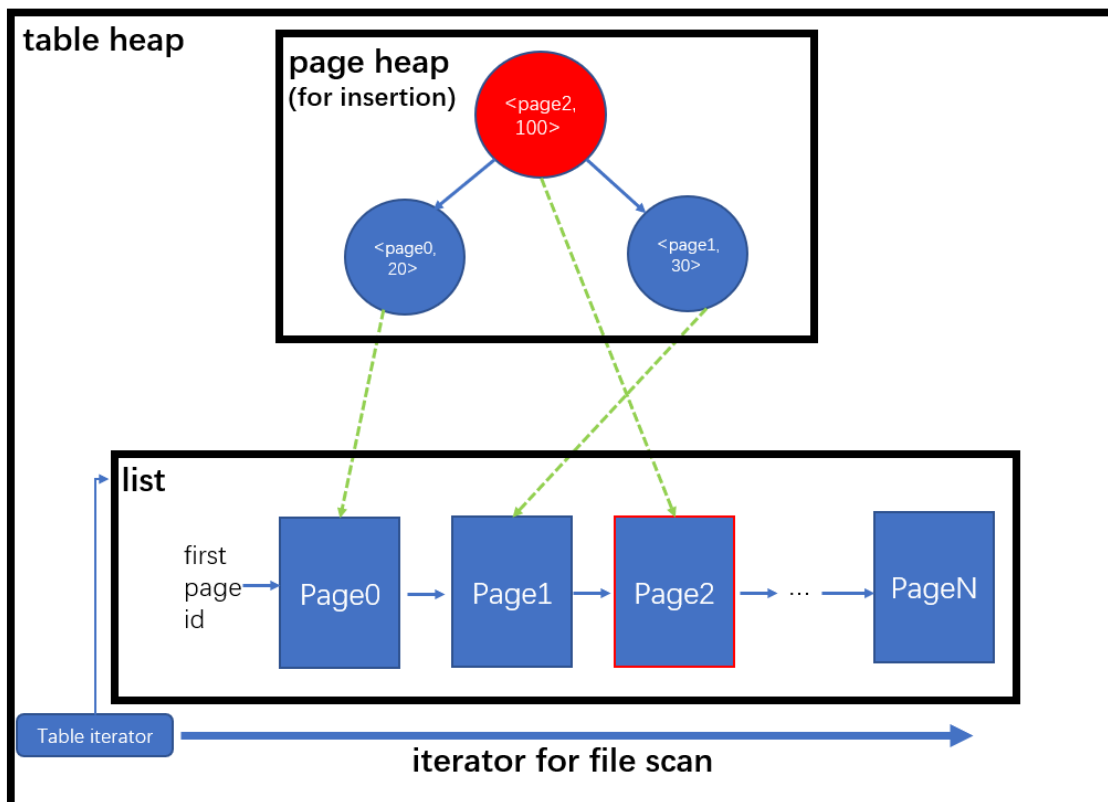 table heap
page heap
(for insertion)
<page2,
100>
<page0,
20>
<page1,
30>
list
first
page
id
Page0
Page1
Page2
...
PageN
Table iterator
iterator for file scan